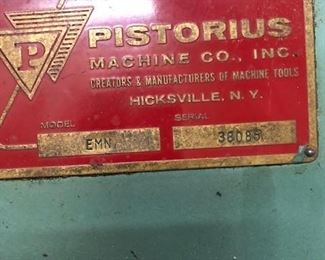 P
PISTORIUS
MACHINE CO., INC.
CREATORS & MANUFACTURERS OF MACHINE TOOLS
HICKSVILLE, N.Y.
MODEL SERIAL
EMN 38085